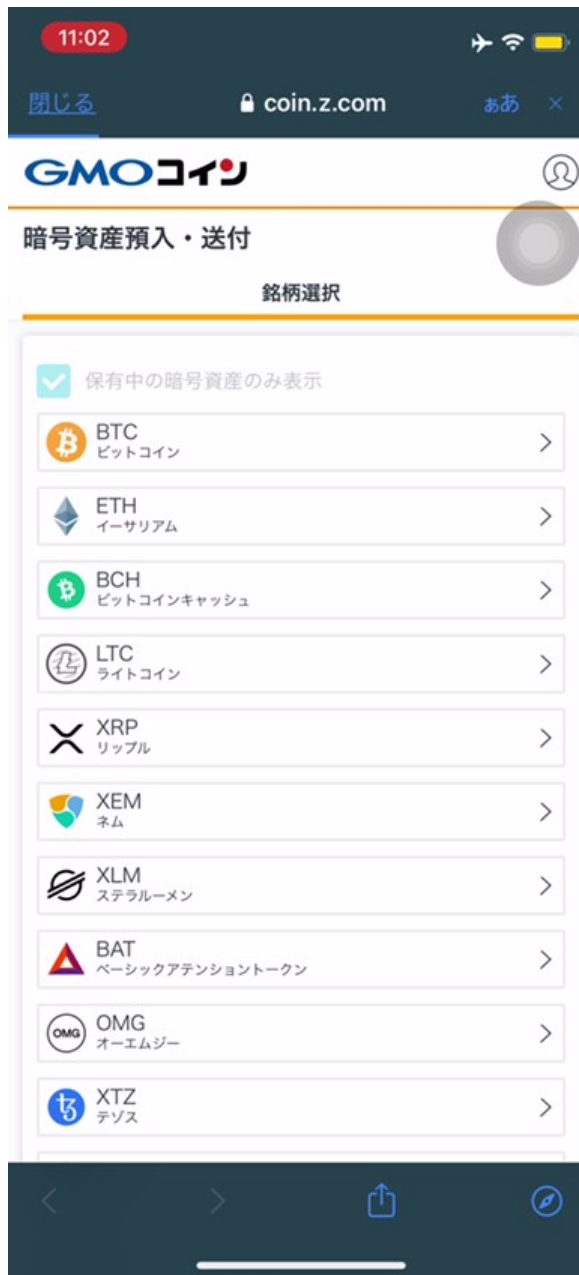 11:02
閉じる
coin.z.com
ぁあ
GMOコイン
暗号資産預入・送付
銘柄選択
保有中の暗号資産のみ表示
BTC
ビットコイン
ETH
イーサリアム
BCH
ビットコインキャッシュ
LTC
ライトコイン
XRP
リップル
XEM
ネム
XLM
ステラルーメン
BAT
ベーシックアテンショントークン
OMG
OMG
オーエムジー
XTZ
テゾス